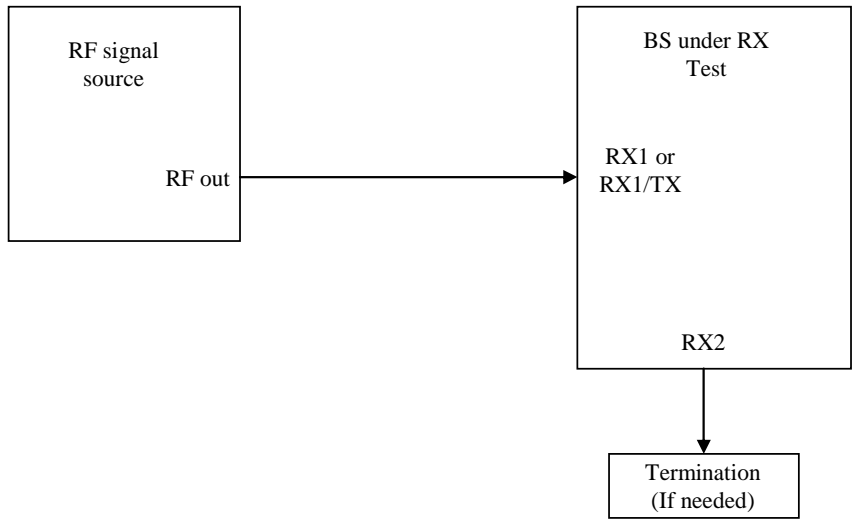 RF signal
source
RF out
BS under RX
Test
RX1 or
RX1/TX
RX2
Termination
(If needed)